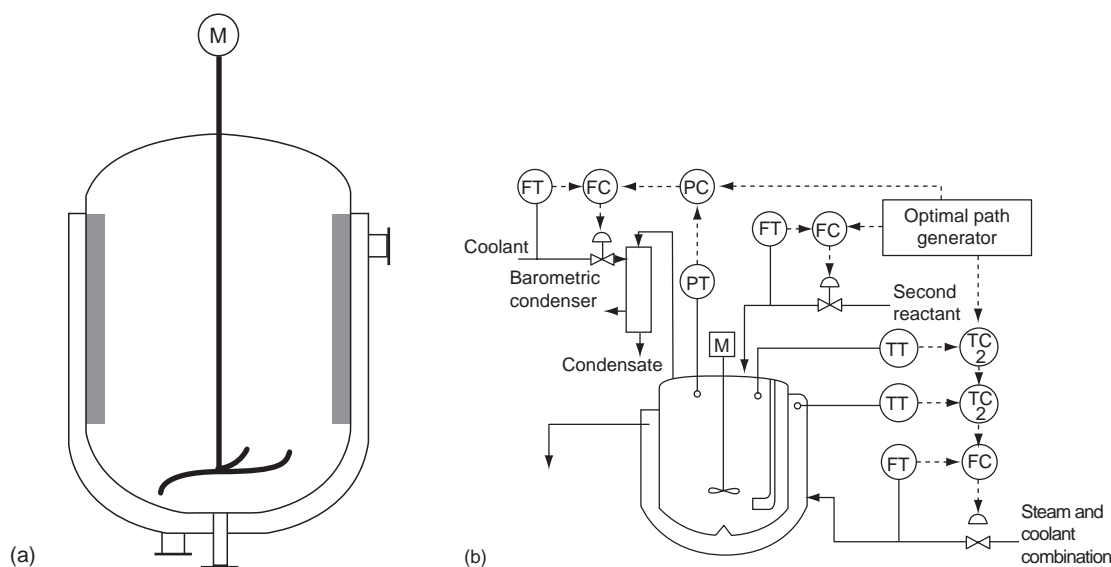 M
(a)
FT
FC
PC
Optimal path
generator
FT
FC
Coolant
Barometric
condenser
PT
Second
reactant
Condensate
M
TT
TC
2
TT
TC
2
FT
FC
Steam and
coolant
combination
(b)